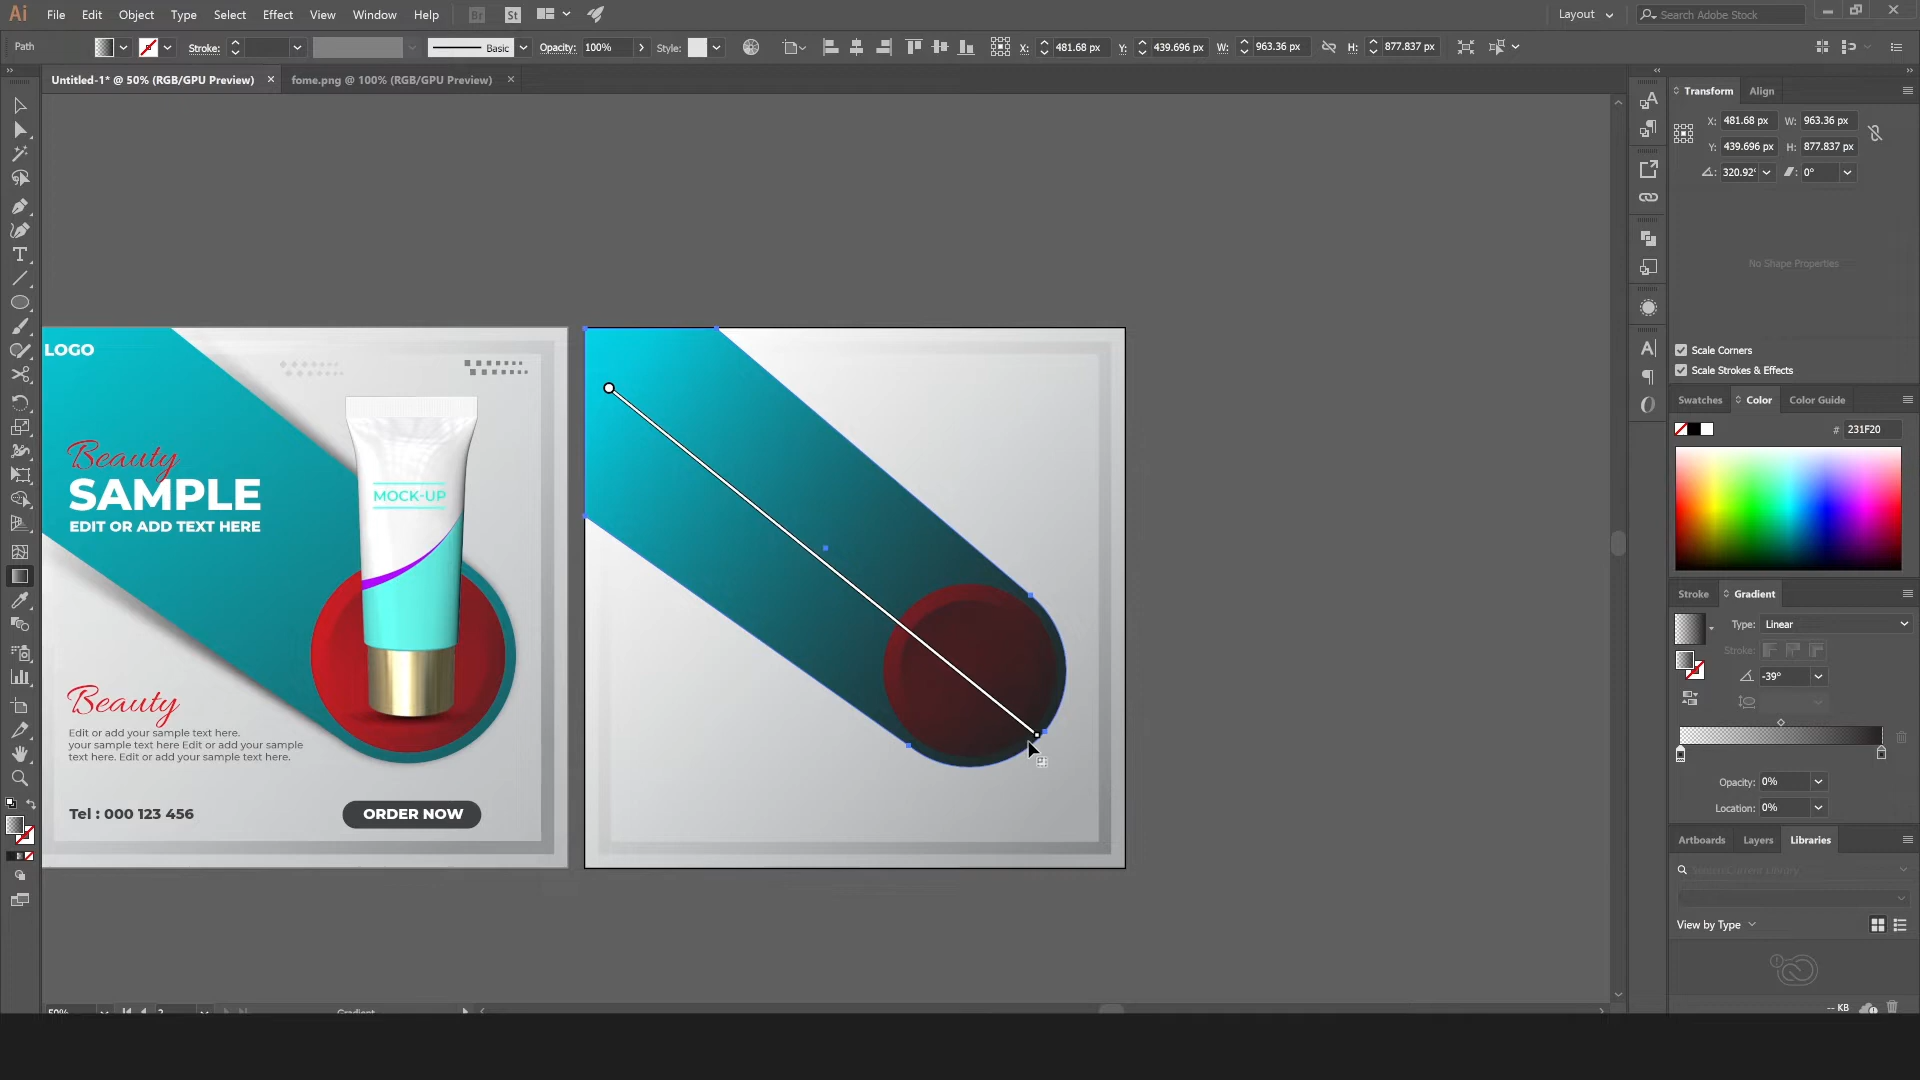 Ai File Edit Object Type Select Effect View Window Help Br St Layout Search Adobe Stock
Path Stroke: Basic Opacity: 100% Style: X: 481.68 px Y: 439.696 px W: 963.36 px H: 877.837 px
Untitled-1* @ 50% (RGB/GPU Preview) × fome.png @ 100% (RGB/GPU Preview) ×
Transform Align
X: 481.68 px W: 963.36 px
Y: 439.696 px H: 877.837 px
320.92° 0°
No Shape Properties
Scale Corners
Scale Strokes & Effects
Swatches Color Color Guide
# 231F20
Stroke Gradient
Type: Linear
Stroke:
-39°
Opacity: 0%
Location: 0%
Artboards Layers Libraries
View by Type
-- KB
LOGO
Beauty
SAMPLE
EDIT OR ADD TEXT HERE
MOCK-UP
Beauty
Edit or add your sample text here.
your sample text here Edit or add your sample
text here. Edit or add your sample text here.
Tel : 000 123 456
ORDER NOW
50% 2 Gradient